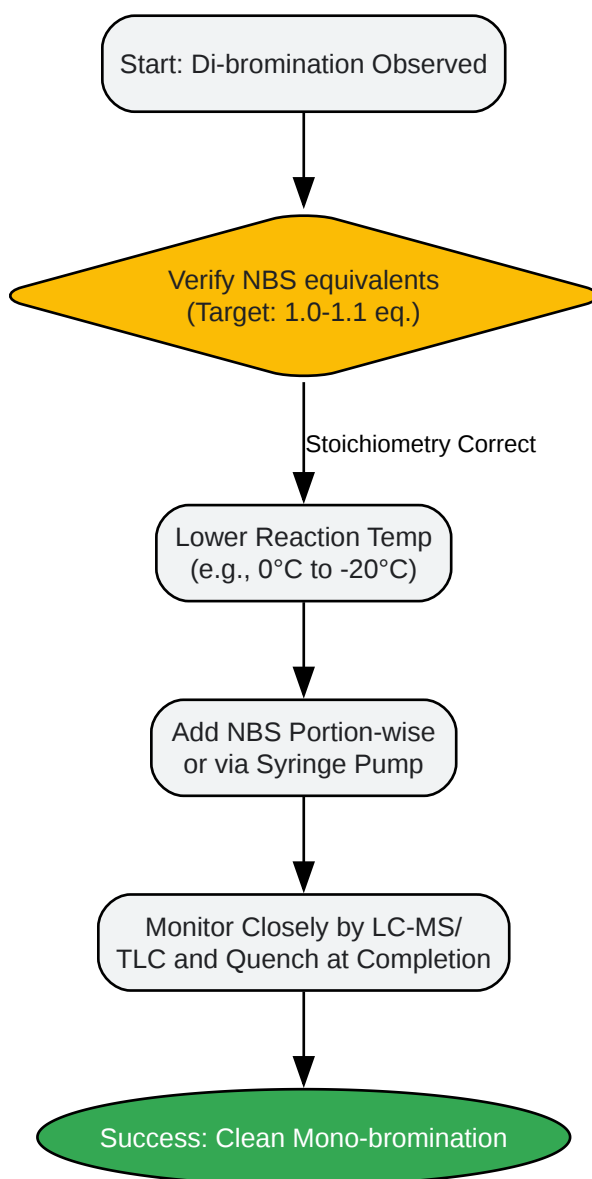 Start: Di-bromination Observed
Verify NBS equivalents
(Target: 1.0-1.1 eq.)
Stoichiometry Correct
Lower Reaction Temp
(e.g., 0°C to -20°C)
Add NBS Portion-wise
or via Syringe Pump
Monitor Closely by LC-MS/
TLC and Quench at Completion
Success: Clean Mono-bromination